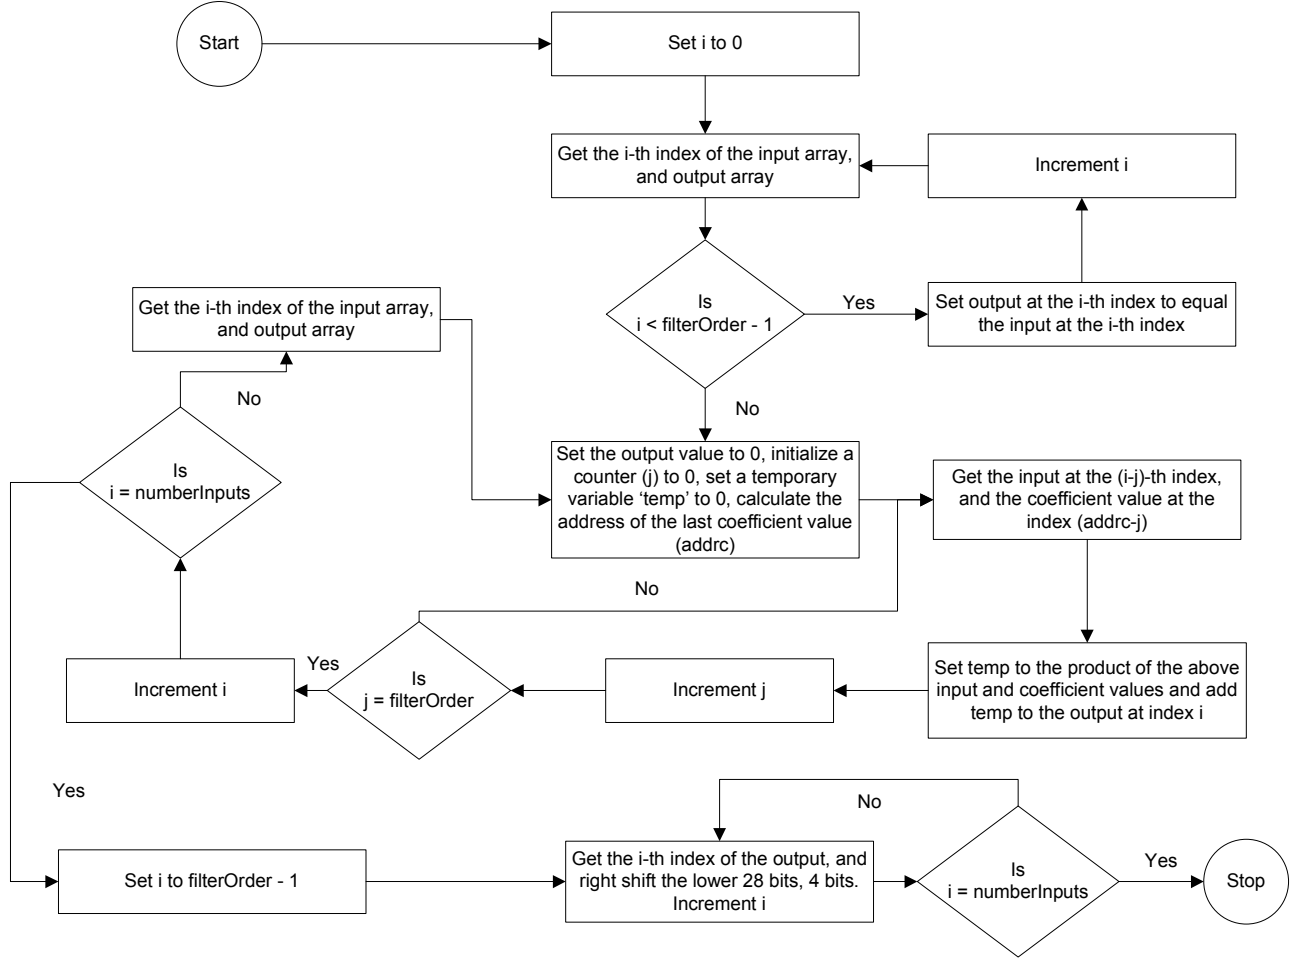 Start
Set i to 0
Get the i-th index of the input array,
and output array
Increment i
Is
i < filterOrder - 1
Yes
Set output at the i-th index to equal
the input at the i-th index
No
Get the i-th index of the input array,
and output array
No
Is
i = numberInputs
Set the output value to 0, initialize a
counter (j) to 0, set a temporary
variable ‘temp’ to 0, calculate the
address of the last coefficient value
(addrc)
Get the input at the (i-j)-th index,
and the coefficient value at the
index (addrc-j)
No
Set temp to the product of the above
input and coefficient values and add
temp to the output at index i
Increment j
Is
j = filterOrder
Yes
Increment i
Yes
Set i to filterOrder - 1
Get the i-th index of the output, and
right shift the lower 28 bits, 4 bits.
Increment i
No
Is
i = numberInputs
Yes
Stop